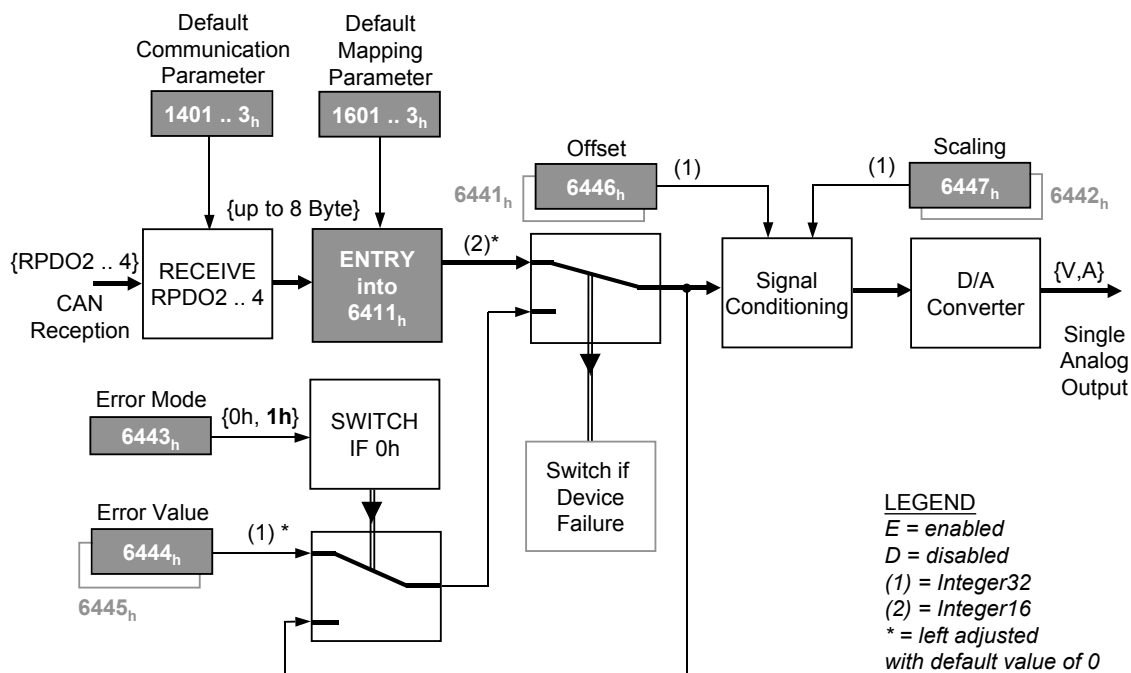 Default
Communication
Parameter
1401 .. 3h
Default
Mapping
Parameter
1601 .. 3h
Offset
6446h
6441h
(1)
Scaling
(1)
6447h
6442h
{RPDO2 .. 4}
CAN
Reception
RECEIVE
RPDO2 .. 4
{up to 8 Byte}
ENTRY
into
6411h
(2)*
Signal
Conditioning
D/A
Converter
{V,A}
Single
Analog
Output
Error Mode
6443h
{0h, 1h}
SWITCH
IF 0h
Switch if
Device
Failure
Error Value
6444h
6445h
(1) *
LEGEND
E = enabled
D = disabled
(1) = Integer32
(2) = Integer16
* = left adjusted
with default value of 0